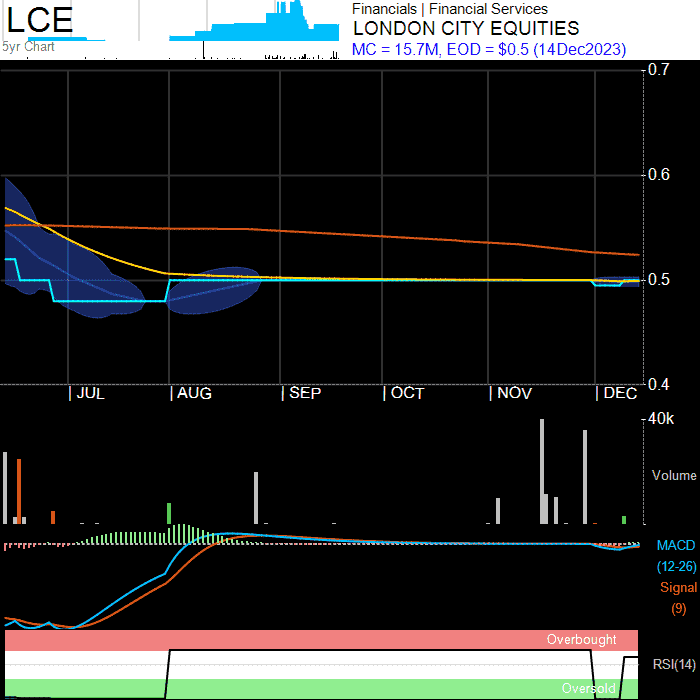 LCE
5yr Chart
Financials | Financial Services
LONDON CITY EQUITIES
MC = 15.7M, EOD = $0.5 (14Dec2023)
0.7
0.6
0.5
0.4
| JUL | AUG | SEP | OCT | NOV | DEC
40k
Volume
MACD
(12-26)
Signal
(9)
Overbought
RSI(14)
Oversold